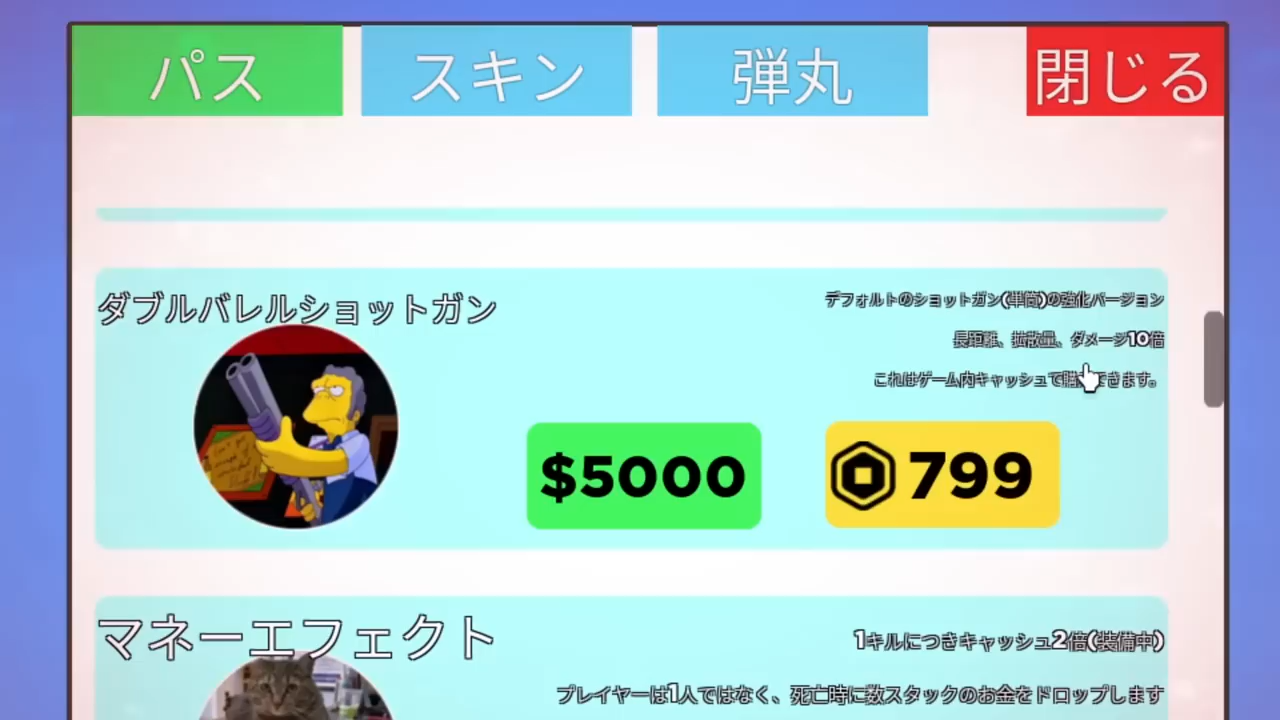 パス スキン 弾丸 閉じる
ダブルバレルショットガン
デフォルトのショットガン(単筒)の強化バージョン
長距離、拡散量、ダメージ10倍
これはゲーム内キャッシュで購できます。
$5000 799
マネーエフェクト
1キルにつきキャッシュ2倍(装備中)
プレイヤーは1人ではなく、死亡時に数スタックのお金をドロップします